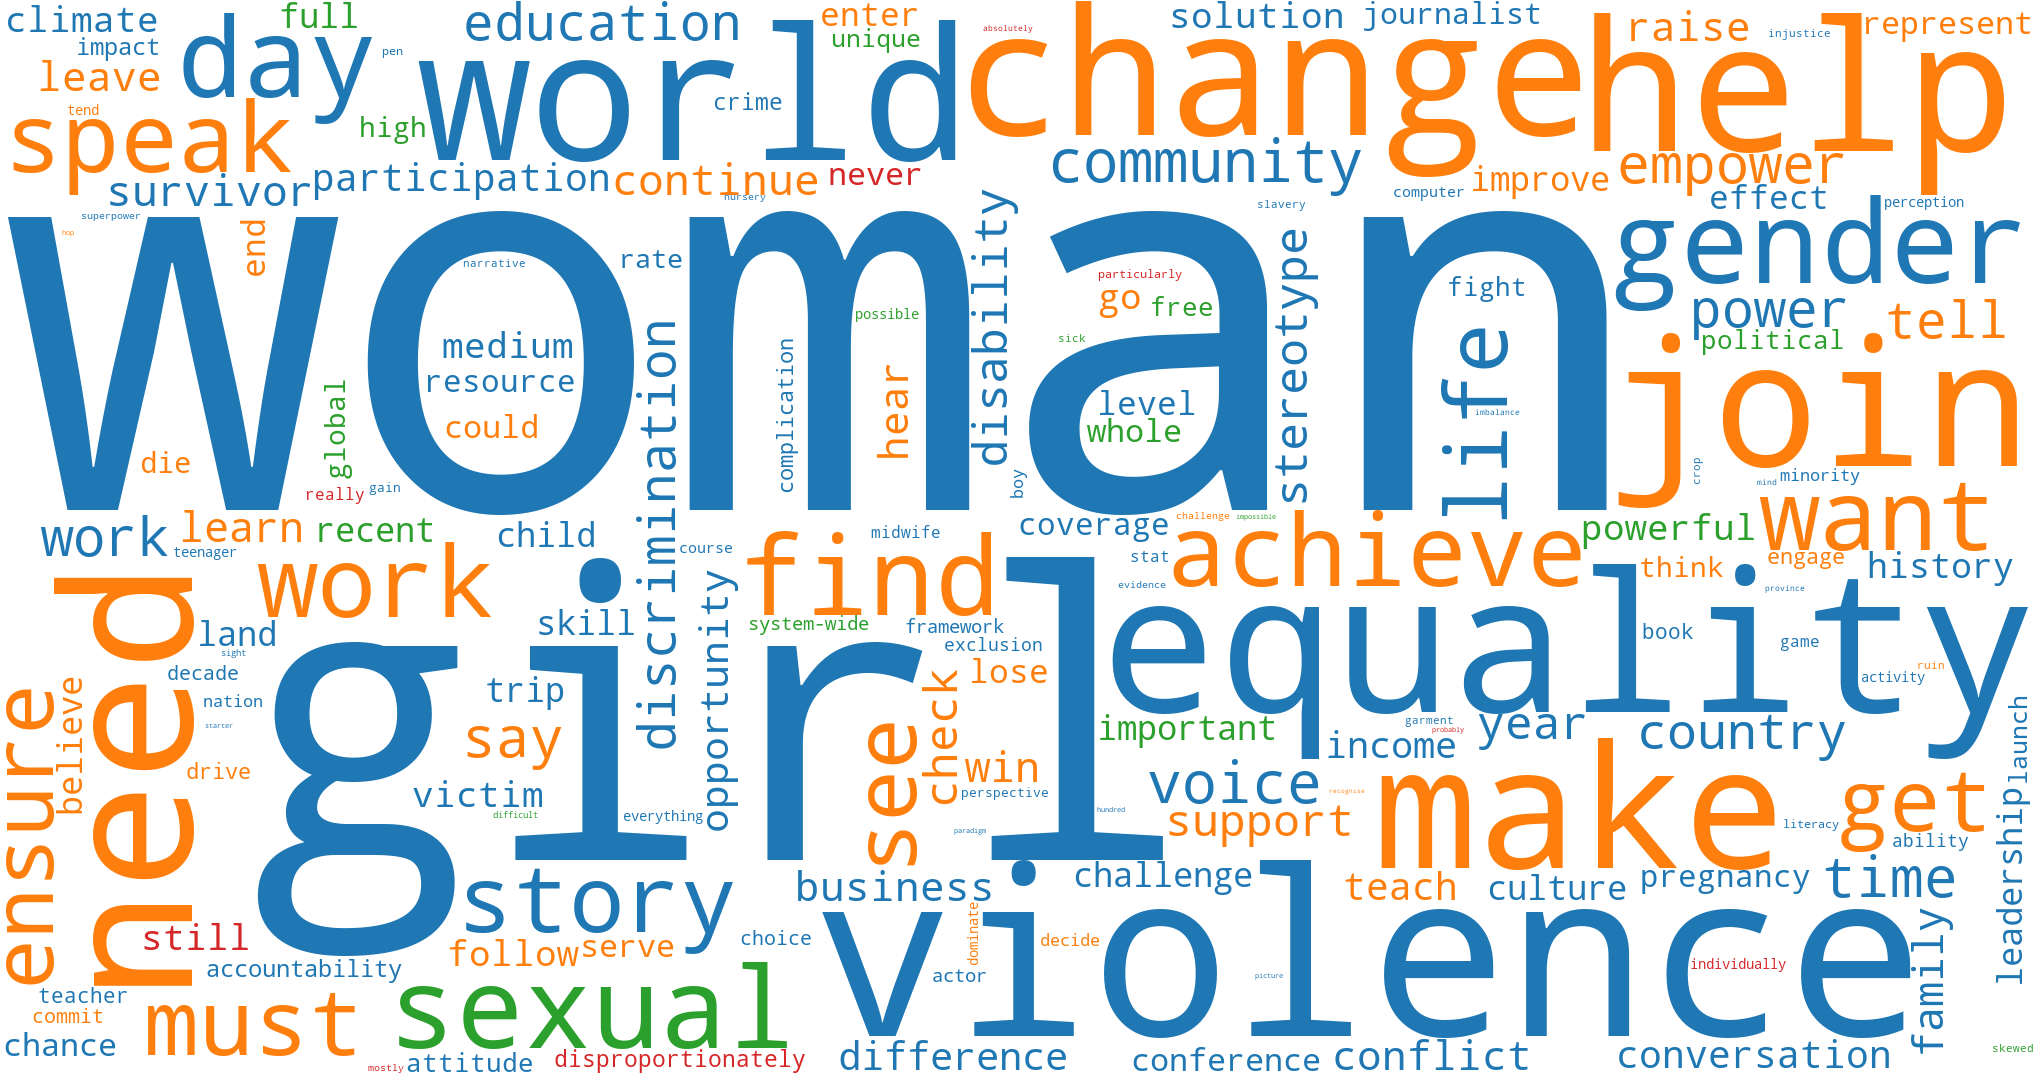 climate
full
education
enter
solution
journalist
raise
represent
impact
day
pen
world
unique
absolutely
change
help
injustice
leave
tend
speak
high
crime
community
empower
survivor
participation
continue
never
nursery
computer
improve
effect
perception
superpower
hop
end
narrative
rate
disability
slavery
stereotype
gender
woman
particularly
go
free
fight
power
tell
political
medium
resource
could
possible
complication
hear
sick
level
whole
life
imbalance
join
die
global
really
gain
discrimination
boy
crop
mind
minority
work
learn
recent
child
teenager
course
midwife
coverage
challenge
impossible
stat
evidence
achieve
powerful
want
think
engage
history
province
need
work
find
girl
equality
land
sight
skill
opportunity
system-wide
framework
exclusion
book
game
activity
ruin
decade
nation
starter
trip
lose
check
important
garment
probably
income
year
country
launch
ensure
believe
drive
say
see
win
perspective
voice
recognise
make
get
victim
difficult
everything
hundred
paradigm
support
literacy
ability
leadership
story
business
challenge
teach
culture
pregnancy
time
still
follow
serve
choice
dominate
decide
violence
family
accountability
actor
picture
individually
teacher
commit
must
sexual
chance
mostly
attitude
disproportionately
difference
conference
conflict
conversation
skewed